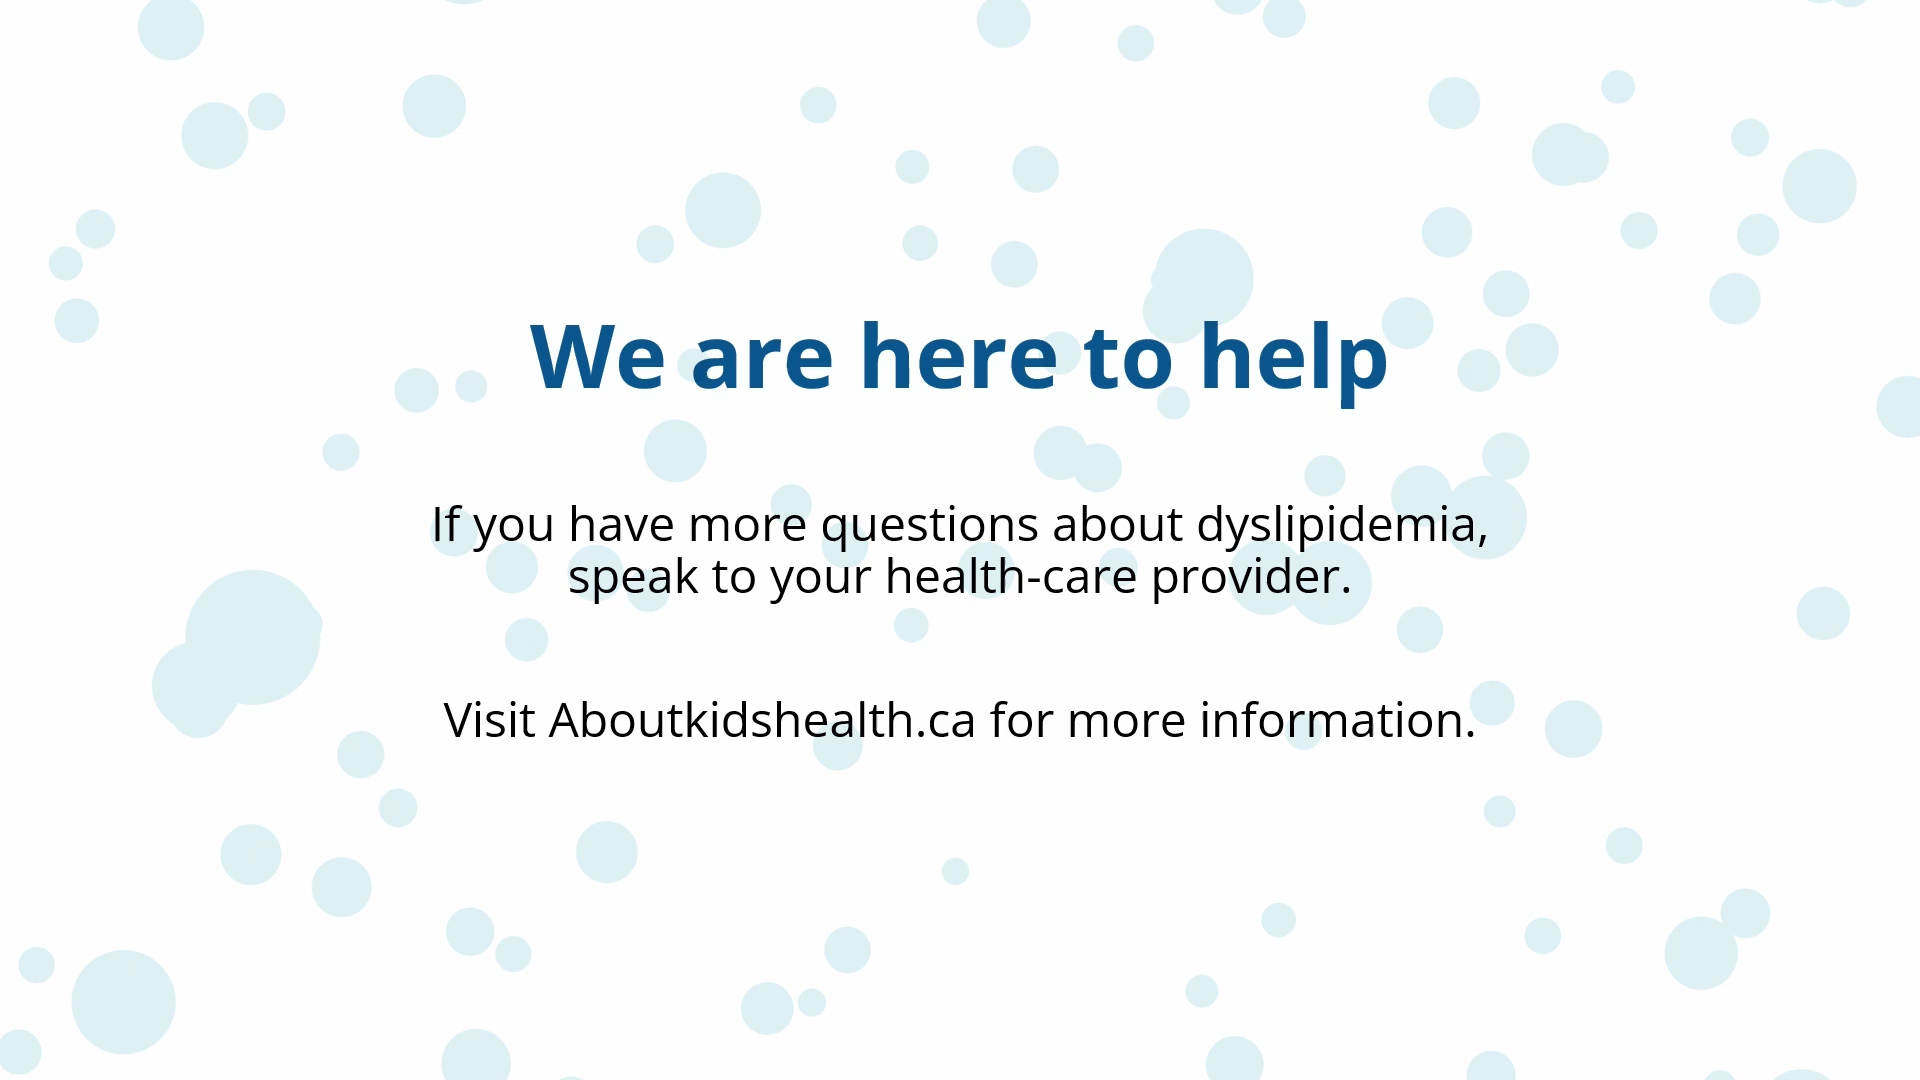 We are here to help
If you have more questions about dyslipidemia,
speak to your health-care provider.
Visit Aboutkidshealth.ca for more information.